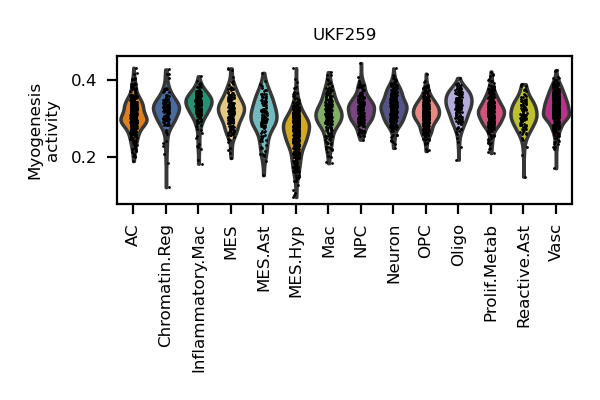 UKF259
Myogenesis
activity
0.4
0.2
AC
Chromatin.Reg
Inflammatory.Mac
MES
MES.Ast
MES.Hyp
Mac
NPC
Neuron
OPC
Oligo
Prolif.Metab
Reactive.Ast
Vasc